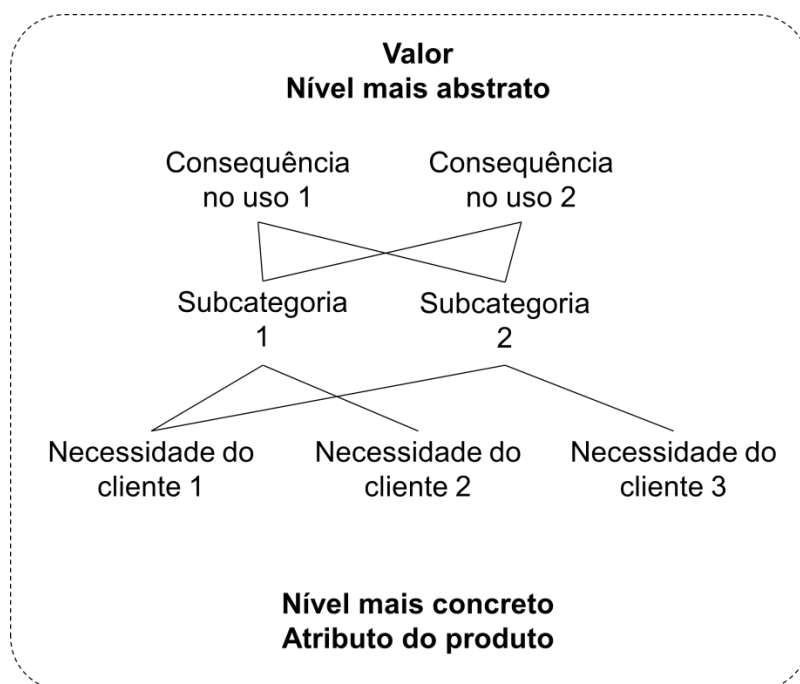 Valor
Nível mais abstrato
Consequência
no uso 1
Consequência
no uso 2
Subcategoria
1
Subcategoria
2
Necessidade do
cliente 1
Necessidade do
cliente 2
Necessidade do
cliente 3
Nível mais concreto
Atributo do produto